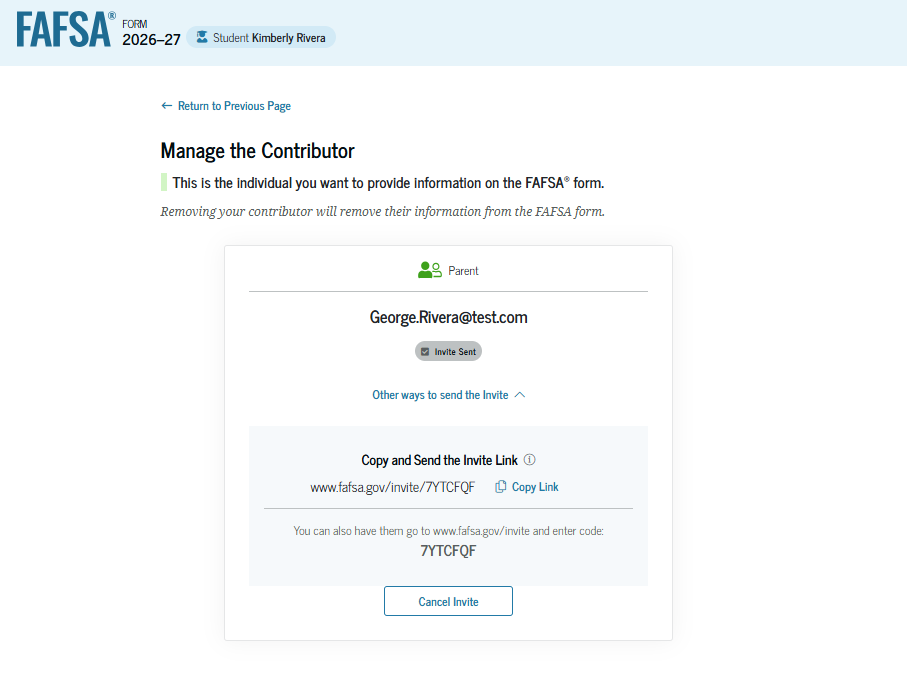 FAFSA®
FORM
2026–27
Student Kimberly Rivera
← Return to Previous Page
Manage the Contributor
This is the individual you want to provide information on the FAFSA® form.
Removing your contributor will remove their information from the FAFSA form.
Parent
George.Rivera@test.com
Invite Sent
Other ways to send the Invite
Copy and Send the Invite Link
www.fafsa.gov/invite/7YTCFQF Copy Link
You can also have them go to www.fafsa.gov/invite and enter code:
7YTCFQF
Cancel Invite